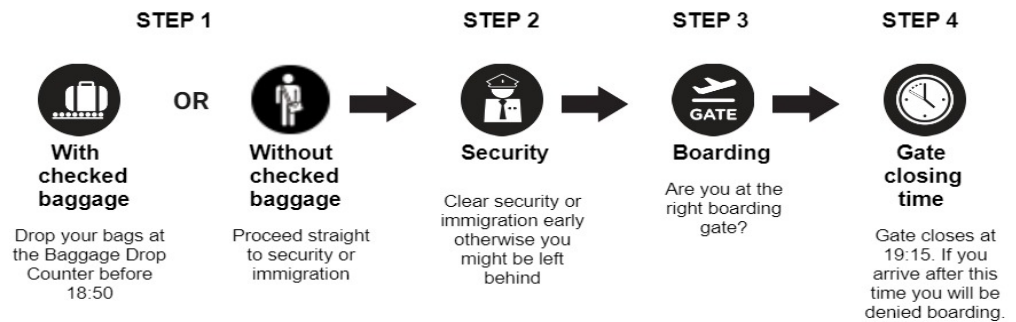 STEP 1
STEP 2
STEP 3
STEP 4
OR
GATE
With
checked
baggage
Drop your bags at
the Baggage Drop
Counter before
18:50
Without
checked
baggage
Proceed straight
to security or
immigration
Security
Clear security or
immigration early
otherwise you
might be left
behind
Boarding
Are you at the
right boarding
gate?
Gate
closing
time
Gate closes at
19:15. If you
arrive after this
time you will be
denied boarding.